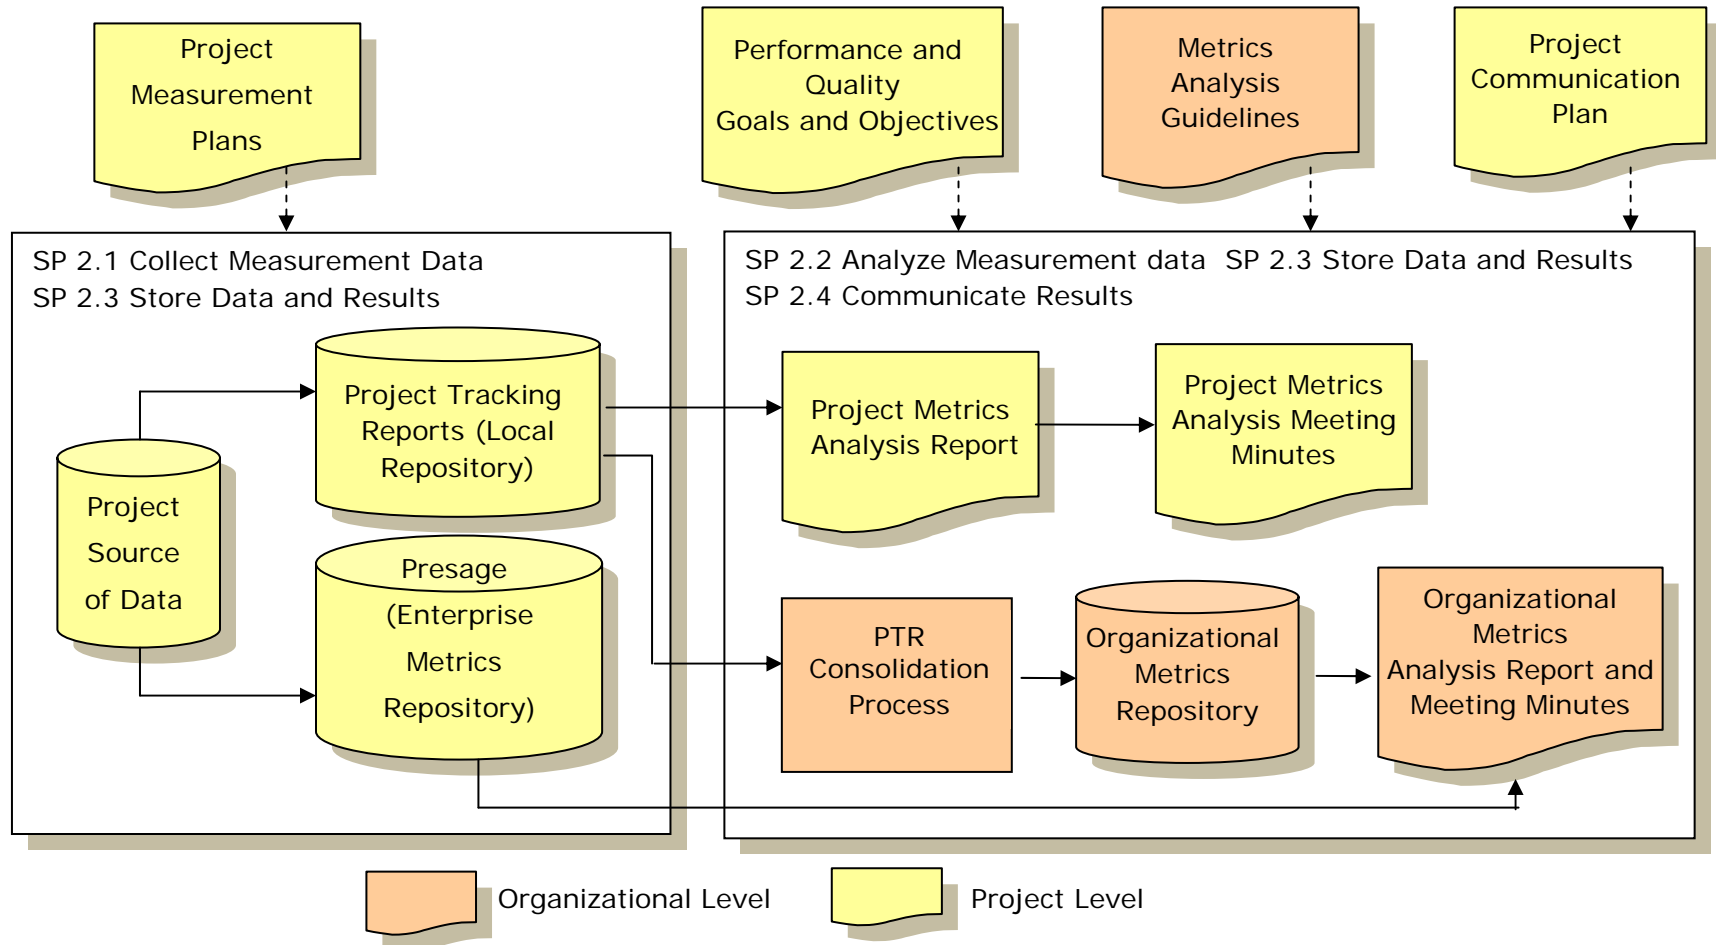 Project
Measurement
Plans
Performance and
Quality
Goals and Objectives
Metrics
Analysis
Guidelines
Project
Communication
Plan
SP 2.1 Collect Measurement Data
SP 2.3 Store Data and Results
Project
Source
of Data
Project Tracking
Reports (Local
Repository)
Presage
(Enterprise
Metrics
Repository)
SP 2.2 Analyze Measurement data  SP 2.3 Store Data and Results
SP 2.4 Communicate Results
Project Metrics
Analysis Report
Project Metrics
Analysis Meeting
Minutes
PTR
Consolidation
Process
Organizational
Metrics
Repository
Organizational
Metrics
Analysis Report and
Meeting Minutes
Organizational Level
Project Level